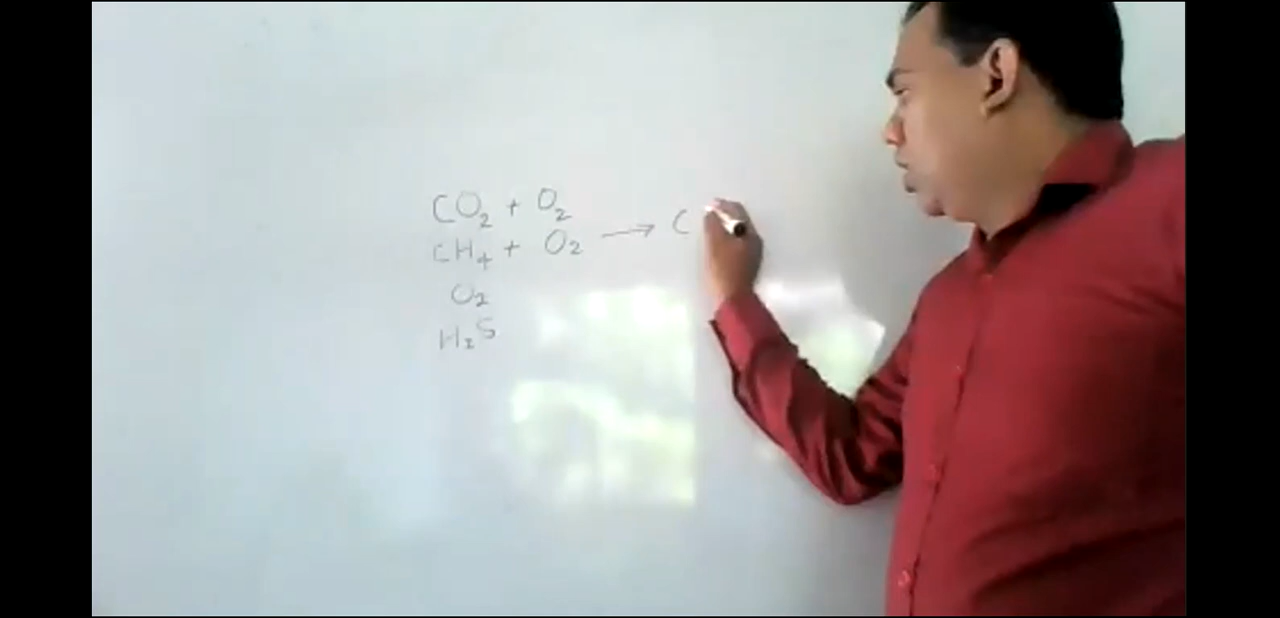 CO₂ + O₂
CH₄ + O₂ → C
O₂
H₂S